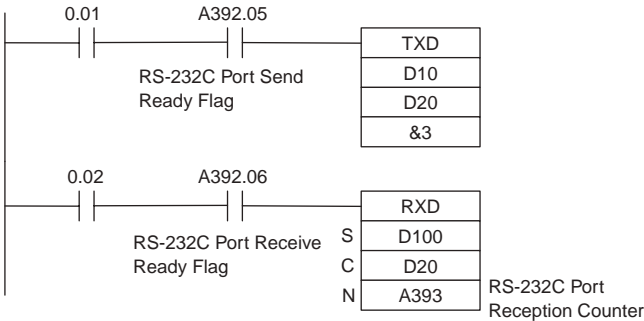 0.01 A392.05
TXD
RS-232C Port Send
Ready Flag
D10
D20
&3
0.02 A392.06
RXD
RS-232C Port Receive
Ready Flag
S D100
C D20
N A393
RS-232C Port
Reception Counter